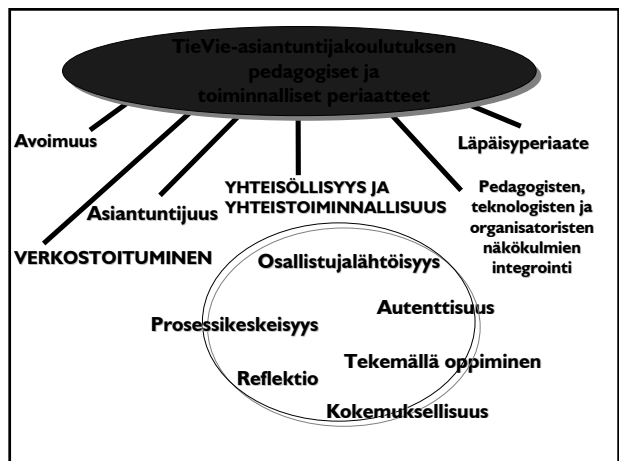 TieVie-asiantuntijakoulutuksen
pedagogiset ja
toiminnalliset periaatteet
Avoimuus
Läpäisyperiaate
Asiantuntijuus
YHTEISÖLLISYYS JA
YHTEISTOIMINNALLISUUS
Pedagogisten,
teknologisten ja
organisatoristen
näkökulmien
integrointi
VERKOSTOITUMINEN
Osallistujalähtöisyys
Autenttisuus
Prosessikeskeisyys
Tekemällä oppiminen
Reflektio
Kokemuksellisuus